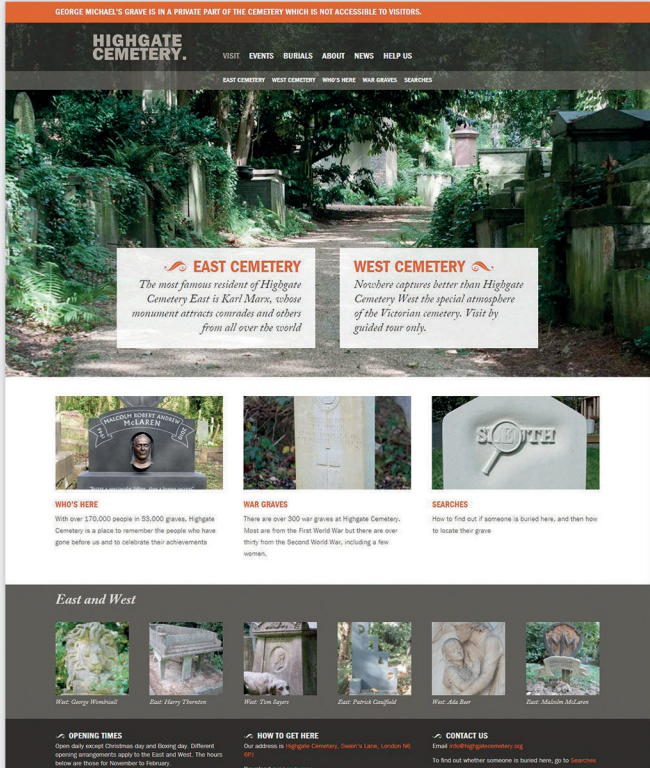 GEORGE MICHAEL'S GRAVE IS IN A PRIVATE PART OF THE CEMETERY WHICH IS NOT ACCESSIBLE TO VISITORS.
HIGHGATE
CEMETERY.
VISIT EVENTS BURIALS ABOUT NEWS HELP US
EAST CEMETERY WEST CEMETERY WHO'S HERE WAR GRAVES SEARCHES
EAST CEMETERY
The most famous resident of Highgate
Cemetery East is Karl Marx, whose
monument attracts comrades and others
from all over the world
WEST CEMETERY
Nowhere captures better than Highgate
Cemetery West the special atmosphere
of the Victorian cemetery. Visit by
guided tour only.
MALCOLM ROBERT ANDREW
McLAREN
SLEUTH
WHO'S HERE
With over 170,000 people in 53,000 graves, Highgate
Cemetery is a place to remember the people who have
gone before us and to celebrate their achievements
WAR GRAVES
There are over 300 war graves at Highgate Cemetery.
Most are from the First World War but there are over
thirty from the Second World War, including a few
women.
SEARCHES
How to find out if someone is buried here, and then how
to locate their grave
East and West
West: George Wombwell
East: Harry Thornton
West: Tom Sayers
East: Patrick Caulfield
West: Ada Beer
East: Malcolm McLaren
OPENING TIMES
Open daily except Christmas day and Boxing day. Different
opening arrangements apply to the East and West. The hours
below are those for November to February.
HOW TO GET HERE
Our address is Highgate Cemetery, Swain's Lane, London N6
6PJ
CONTACT US
Email info@highgatecemetery.org
To find out whether someone is buried here, go to Searches